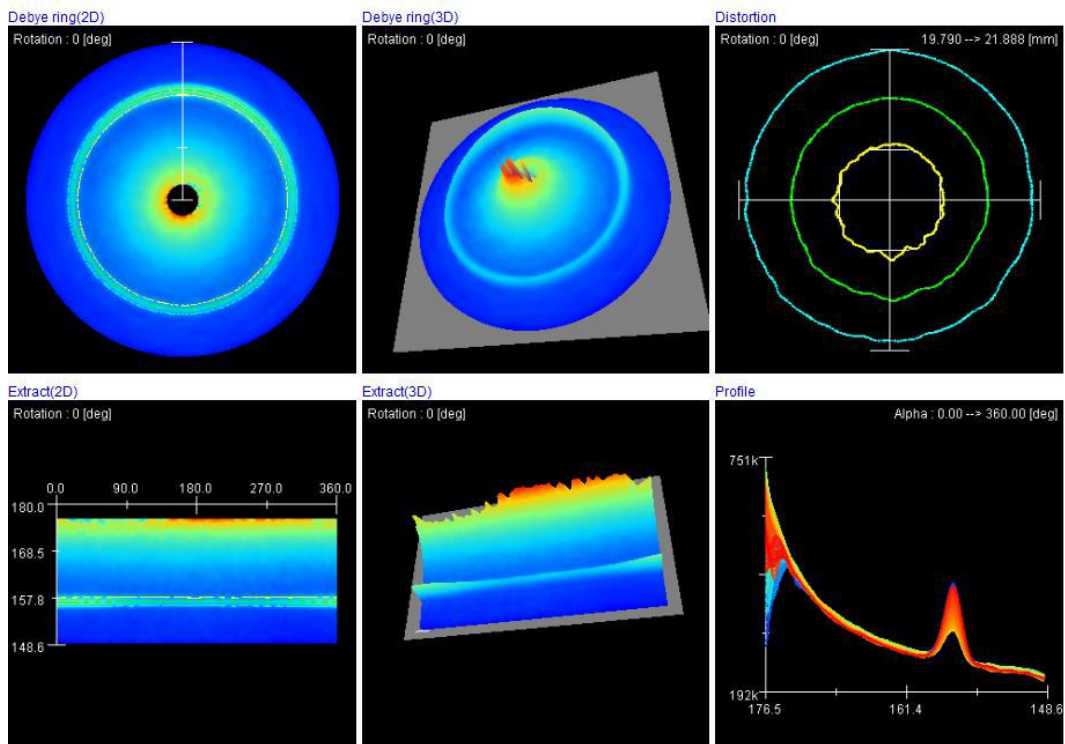 Debye ring(2D)
Rotation : 0 [deg]
Debye ring(3D)
Rotation : 0 [deg]
Distortion
Rotation : 0 [deg]
19.790 --> 21.888 [mm]
Extract(2D)
Rotation : 0 [deg]
0.0 90.0 180.0 270.0 360.0
180.0
168.5
157.8
148.6
Extract(3D)
Rotation : 0 [deg]
Profile
Alpha : 0.00 --> 360.00 [deg]
751k
192k
176.5 161.4 148.6